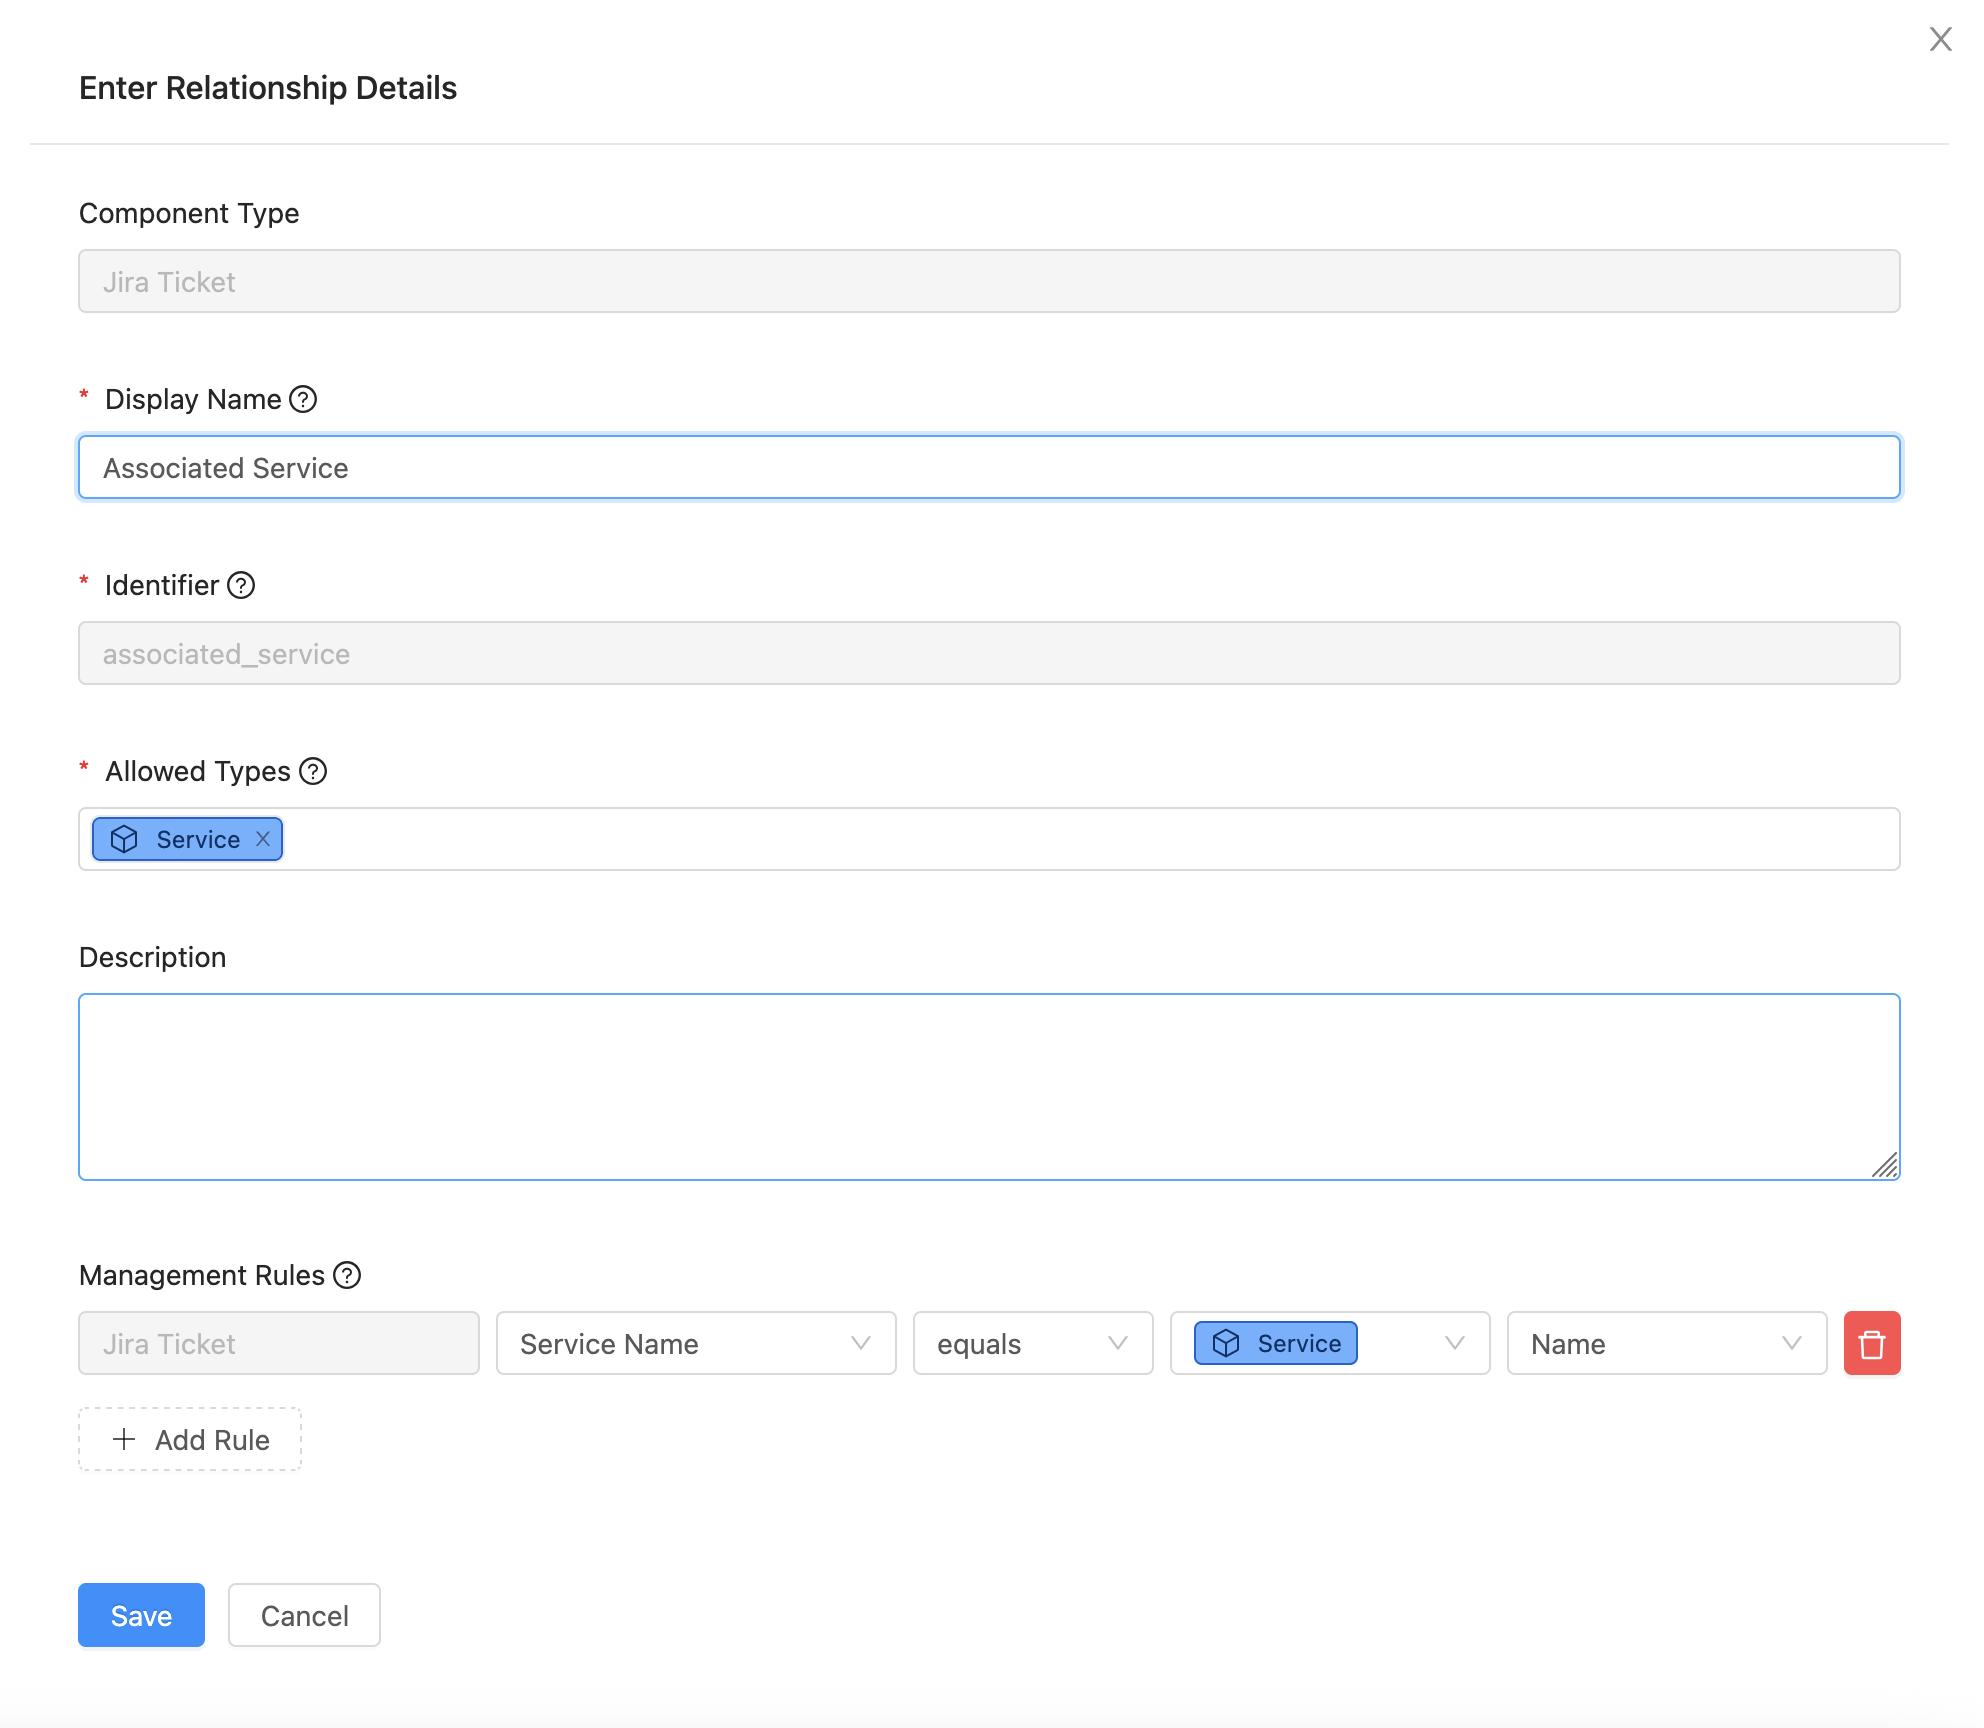 Enter Relationship Details
Component Type
Jira Ticket
* Display Name ?
Associated Service
* Identifier ?
associated_service
* Allowed Types ?
Service
Description
Management Rules ?
Jira Ticket Service Name equals Service Name
+ Add Rule
Save Cancel